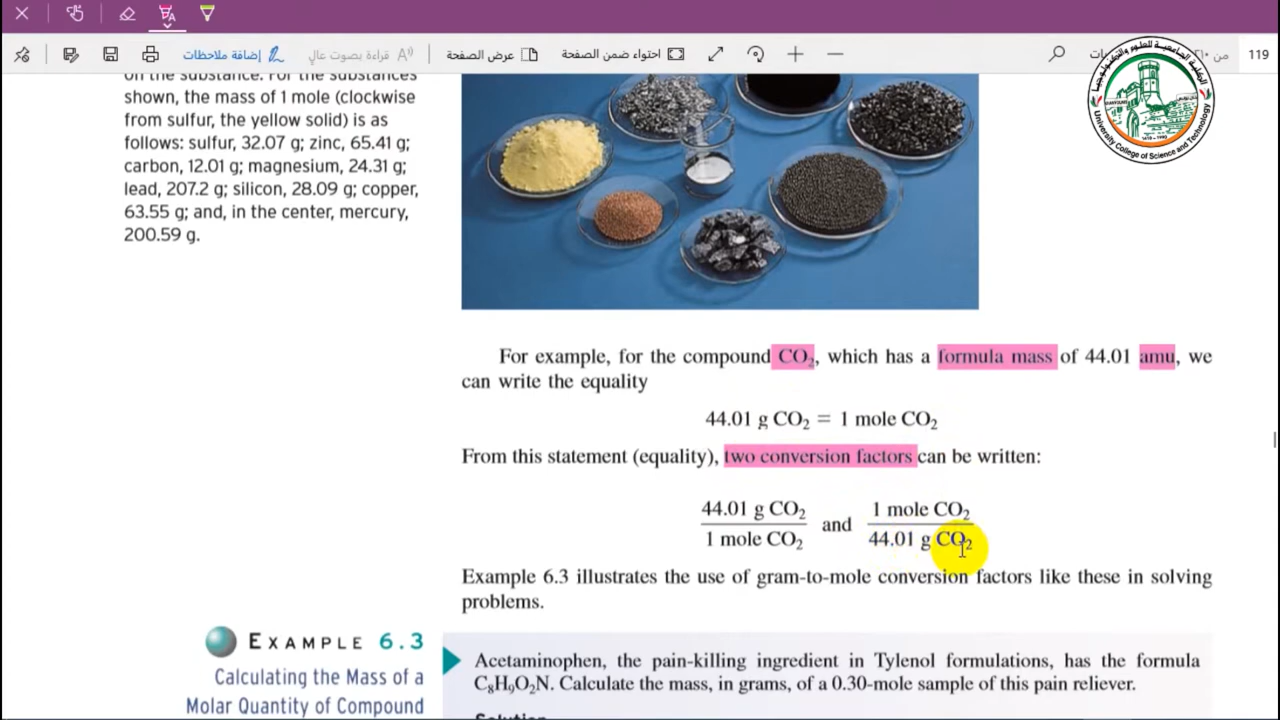 إضافة ملاحظات
قراءة بصوت عالٍ
عرض الصفحة
احتواء ضمن الصفحة
من
119
University College of Science and Technology
on the substance. For the substances
shown, the mass of 1 mole (clockwise
from sulfur, the yellow solid) is as
follows: sulfur, 32.07 g; zinc, 65.41 g;
carbon, 12.01 g; magnesium, 24.31 g;
lead, 207.2 g; silicon, 28.09 g; copper,
63.55 g; and, in the center, mercury,
200.59 g.
For example, for the compound CO₂, which has a formula mass of 44.01 amu, we
can write the equality
44.01 g CO₂ = 1 mole CO₂
From this statement (equality), two conversion factors can be written:
44.01 g CO₂
1 mole CO₂
and
1 mole CO₂
44.01 g CO₂
Example 6.3 illustrates the use of gram-to-mole conversion factors like these in solving
problems.
EXAMPLE 6.3
Calculating the Mass of a
Molar Quantity of Compound
Acetaminophen, the pain-killing ingredient in Tylenol formulations, has the formula
C₈H₉O₂N. Calculate the mass, in grams, of a 0.30-mole sample of this pain reliever.
Solution